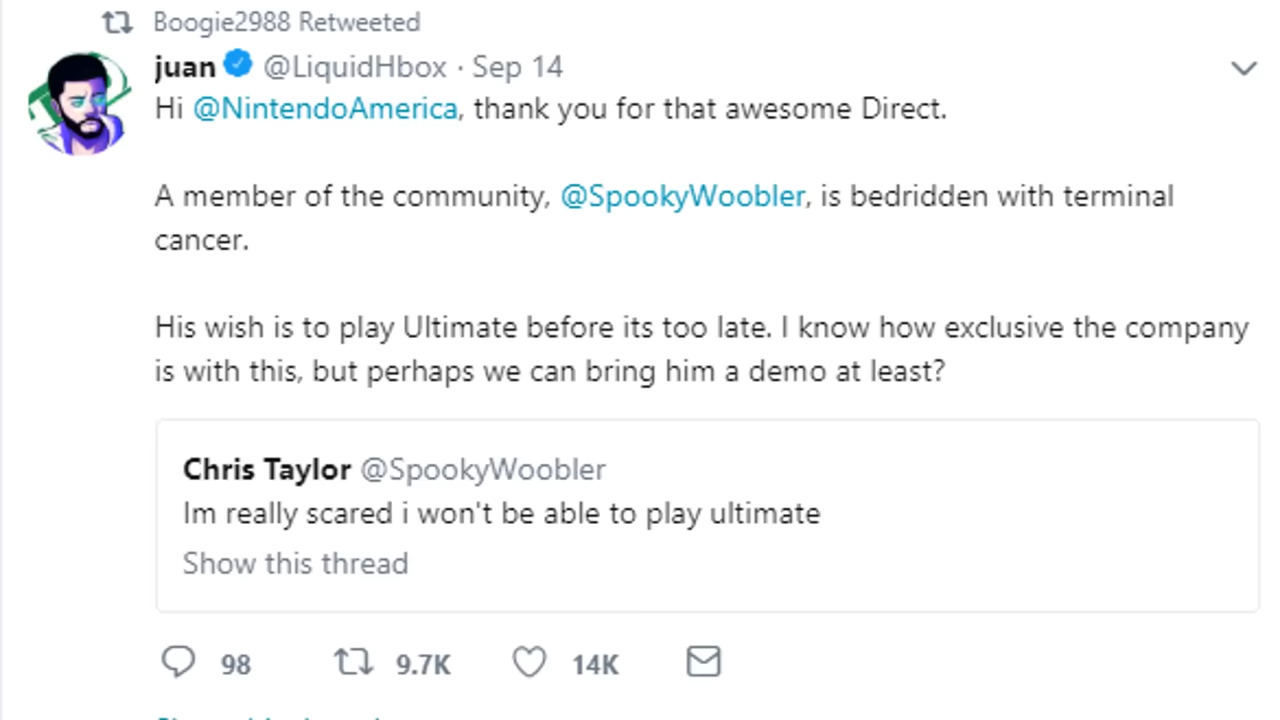 Boogie2988 Retweeted
juan @LiquidHbox · Sep 14
Hi @NintendoAmerica, thank you for that awesome Direct.
A member of the community, @SpookyWoobler, is bedridden with terminal
cancer.
His wish is to play Ultimate before its too late. I know how exclusive the company
is with this, but perhaps we can bring him a demo at least?
Chris Taylor @SpookyWoobler
Im really scared i won't be able to play ultimate
Show this thread
98 9.7K 14K